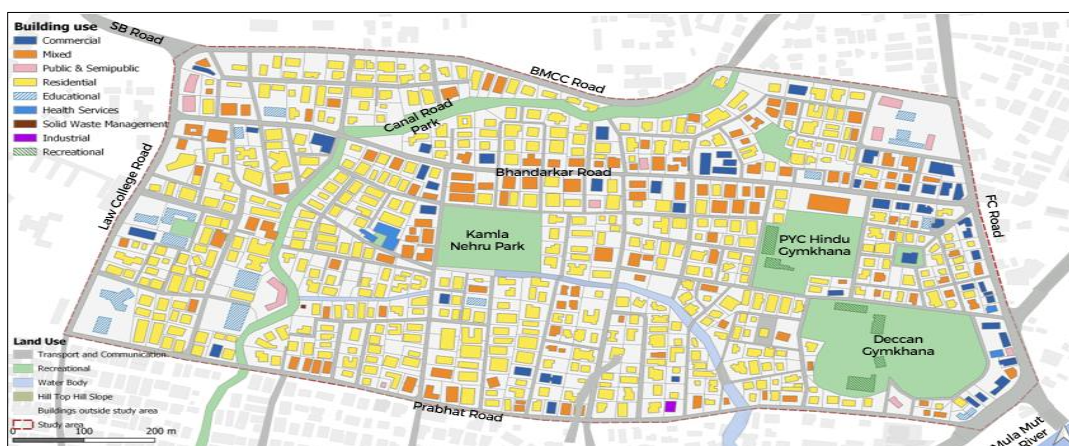 SB Road
Building use
Commercial
Mixed
Public & Semipublic
Residential
Educational
Health Services
Solid Waste Management
Industrial
Recreational
BMCC Road
Canal Road
Park
Bhandarkar Road
Law College Road
FC Road
Kamla
Nehru Park
PYC Hindu
Gymkhana
Deccan
Gymkhana
Prabhat Road
Land Use
Transport and Communication
Recreational
Water Body
Hill Top Hill Slope
Buildings outside study area
Study area
0 100 200 m
Mula Mut
River